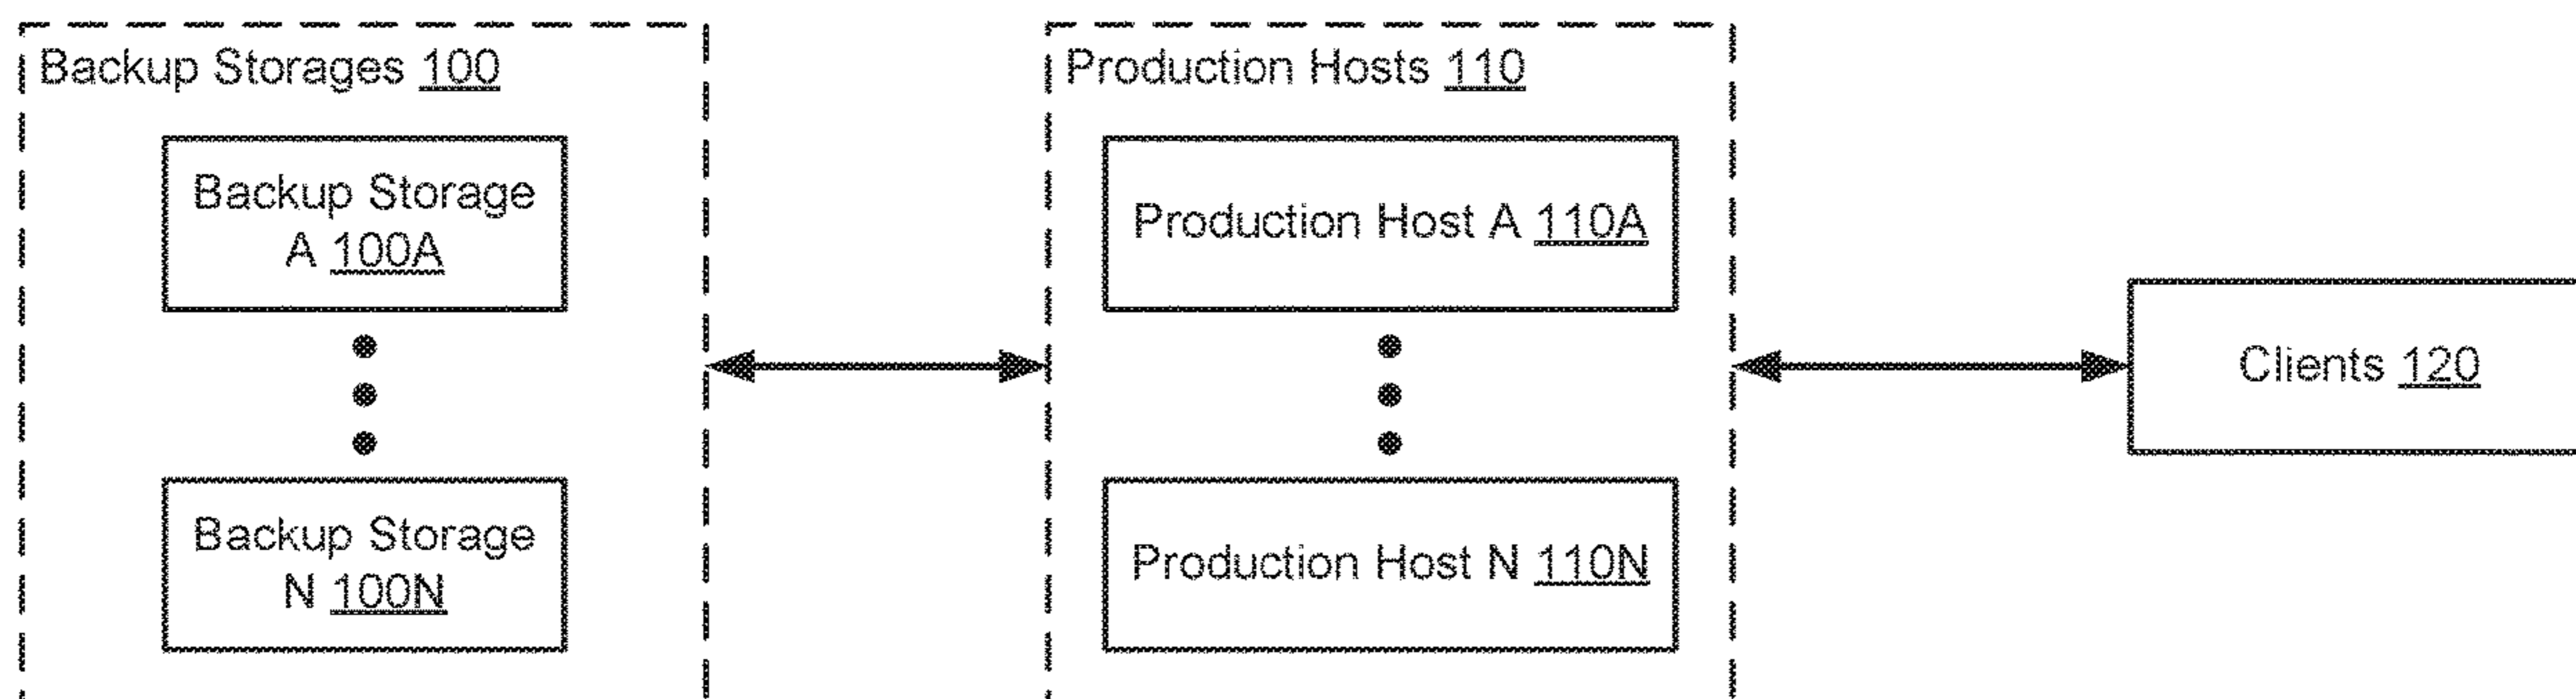 Backup Storages 100
Backup Storage
A 100A
Backup Storage
N 100N
Production Hosts 110
Production Host A 110A
Production Host N 110N
Clients 120